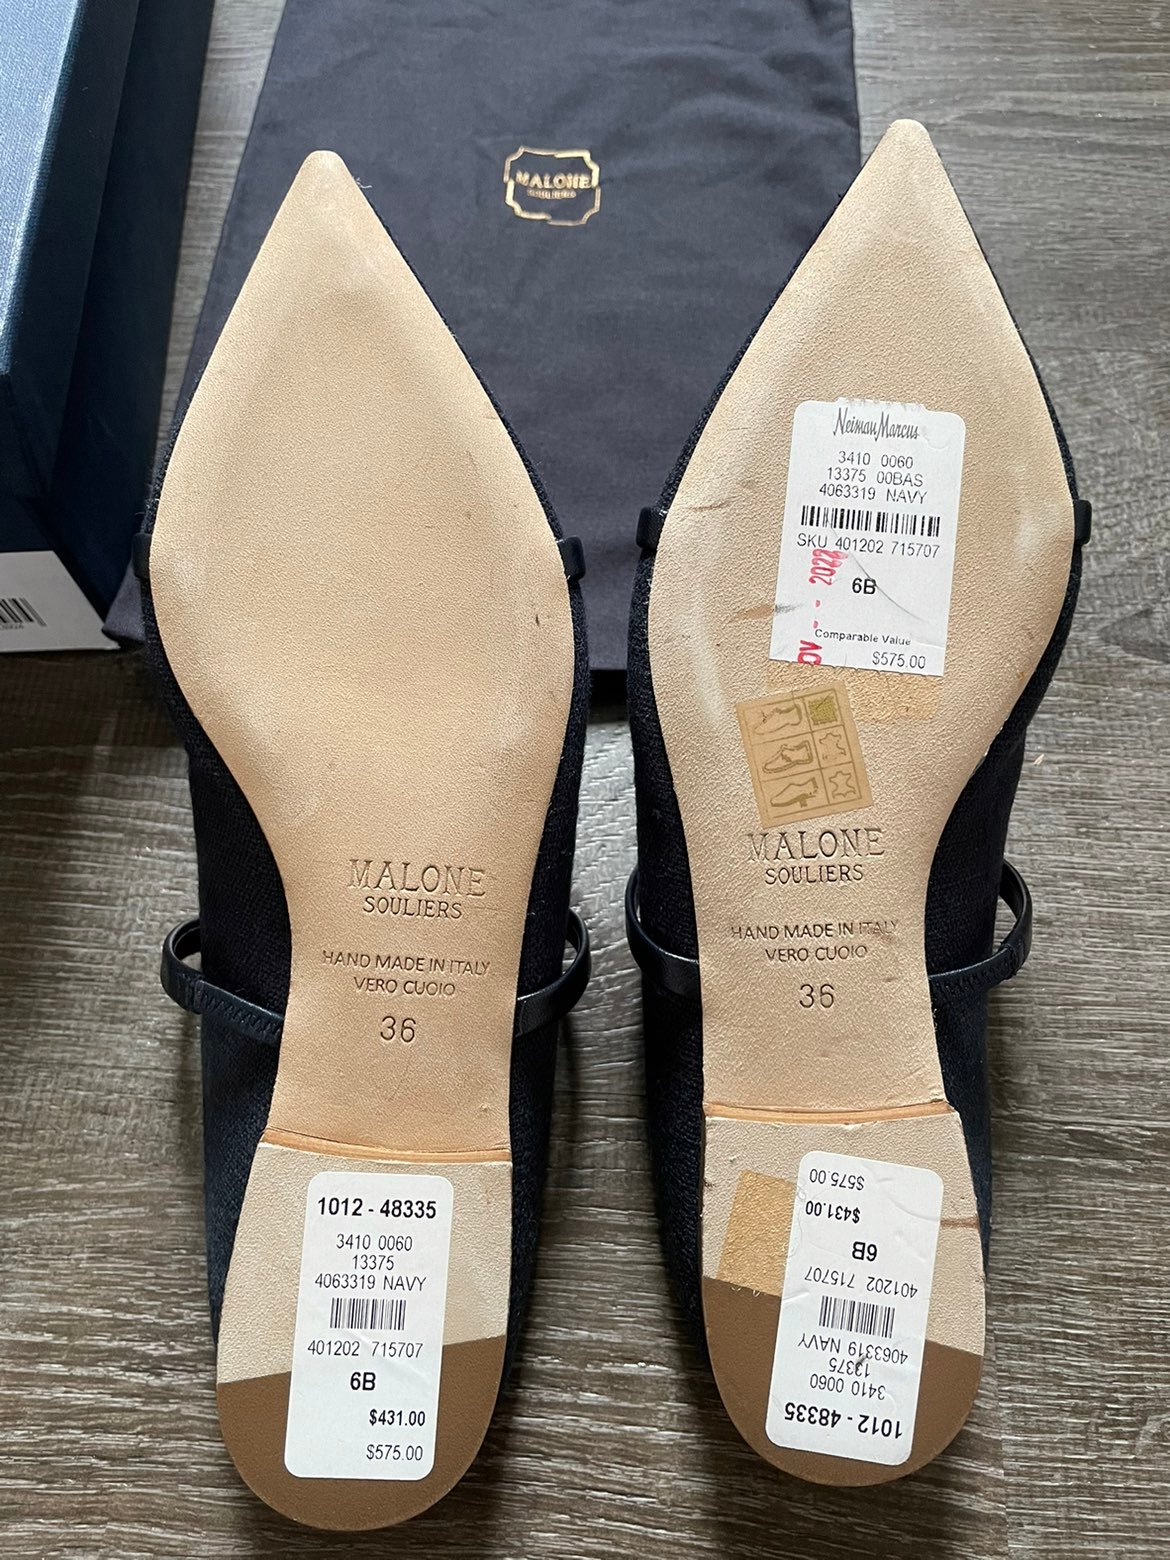 MALONE
SOULIERS
Neiman Marcus
3410 0060
13375 00BAS
4063319 NAVY
SKU 401202 715707
2022
6B
OV - -
Comparable Value
$575.00
MALONE
SOULIERS
HAND MADE IN ITALY
VERO CUOIO
36
MALONE
SOULIERS
HAND MADE IN ITALY
VERO CUOIO
36
1012 - 48335
3410 0060
13375
4063319 NAVY
401202 715707
6B
$431.00
$575.00
1012 - 48335
3410 0060
13375
4063319 NAVY
401202 715707
6B
$431.00
$575.00